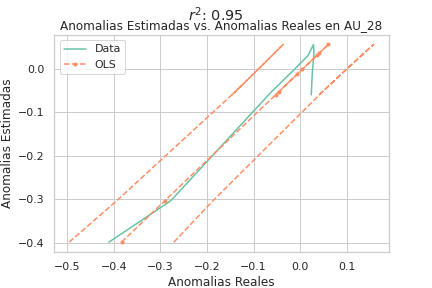 r²: 0.95
Anomalias Estimadas vs. Anomalias Reales en AU_28
Data
OLS
Anomalias Estimadas
0.0
−0.1
−0.2
−0.3
−0.4
−0.5
−0.4
−0.3
−0.2
−0.1
0.0
0.1
Anomalias Reales